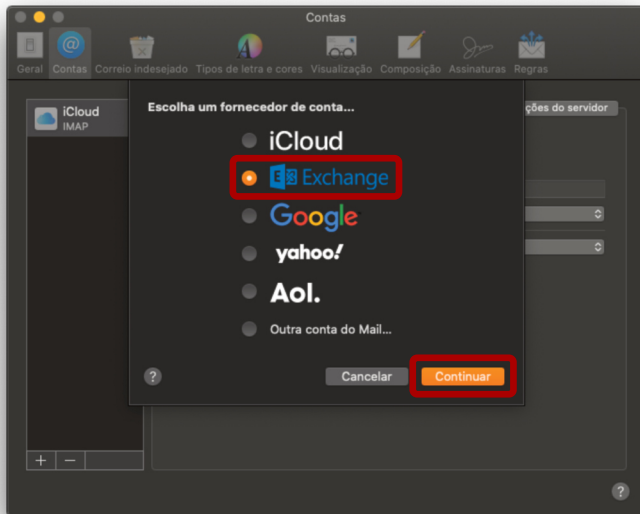 Contas
Geral Contas Correio indesejado Tipos de letra e cores Visualização Composição Assinaturas Regras
iCloud
IMAP
ções do servidor
Escolha um fornecedor de conta...
iCloud
Exchange
Google
yahoo!
Aol.
Outra conta do Mail...
? Cancelar Continuar
+ −
?